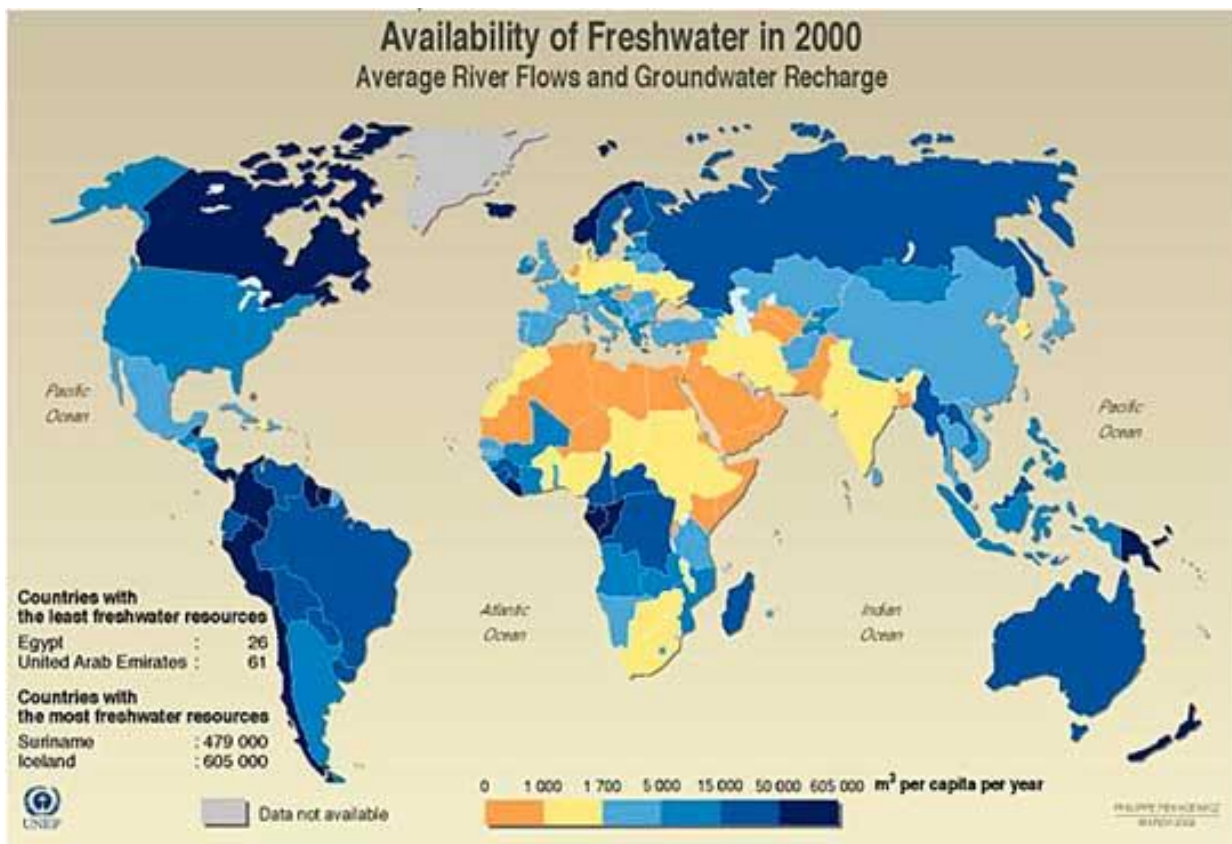 Availability of Freshwater in 2000
Average River Flows and Groundwater Recharge
Pacific
Ocean
Pacific
Ocean
Atlantic
Ocean
Indian
Ocean
Countries with
the least freshwater resources
Egypt : 26
United Arab Emirates : 61
Countries with
the most freshwater resources
Suriname : 479 000
Iceland : 605 000
0 1 000 1 700 5 000 15 000 50 000 605 000 m³ per capita per year
Data not available
UNEP